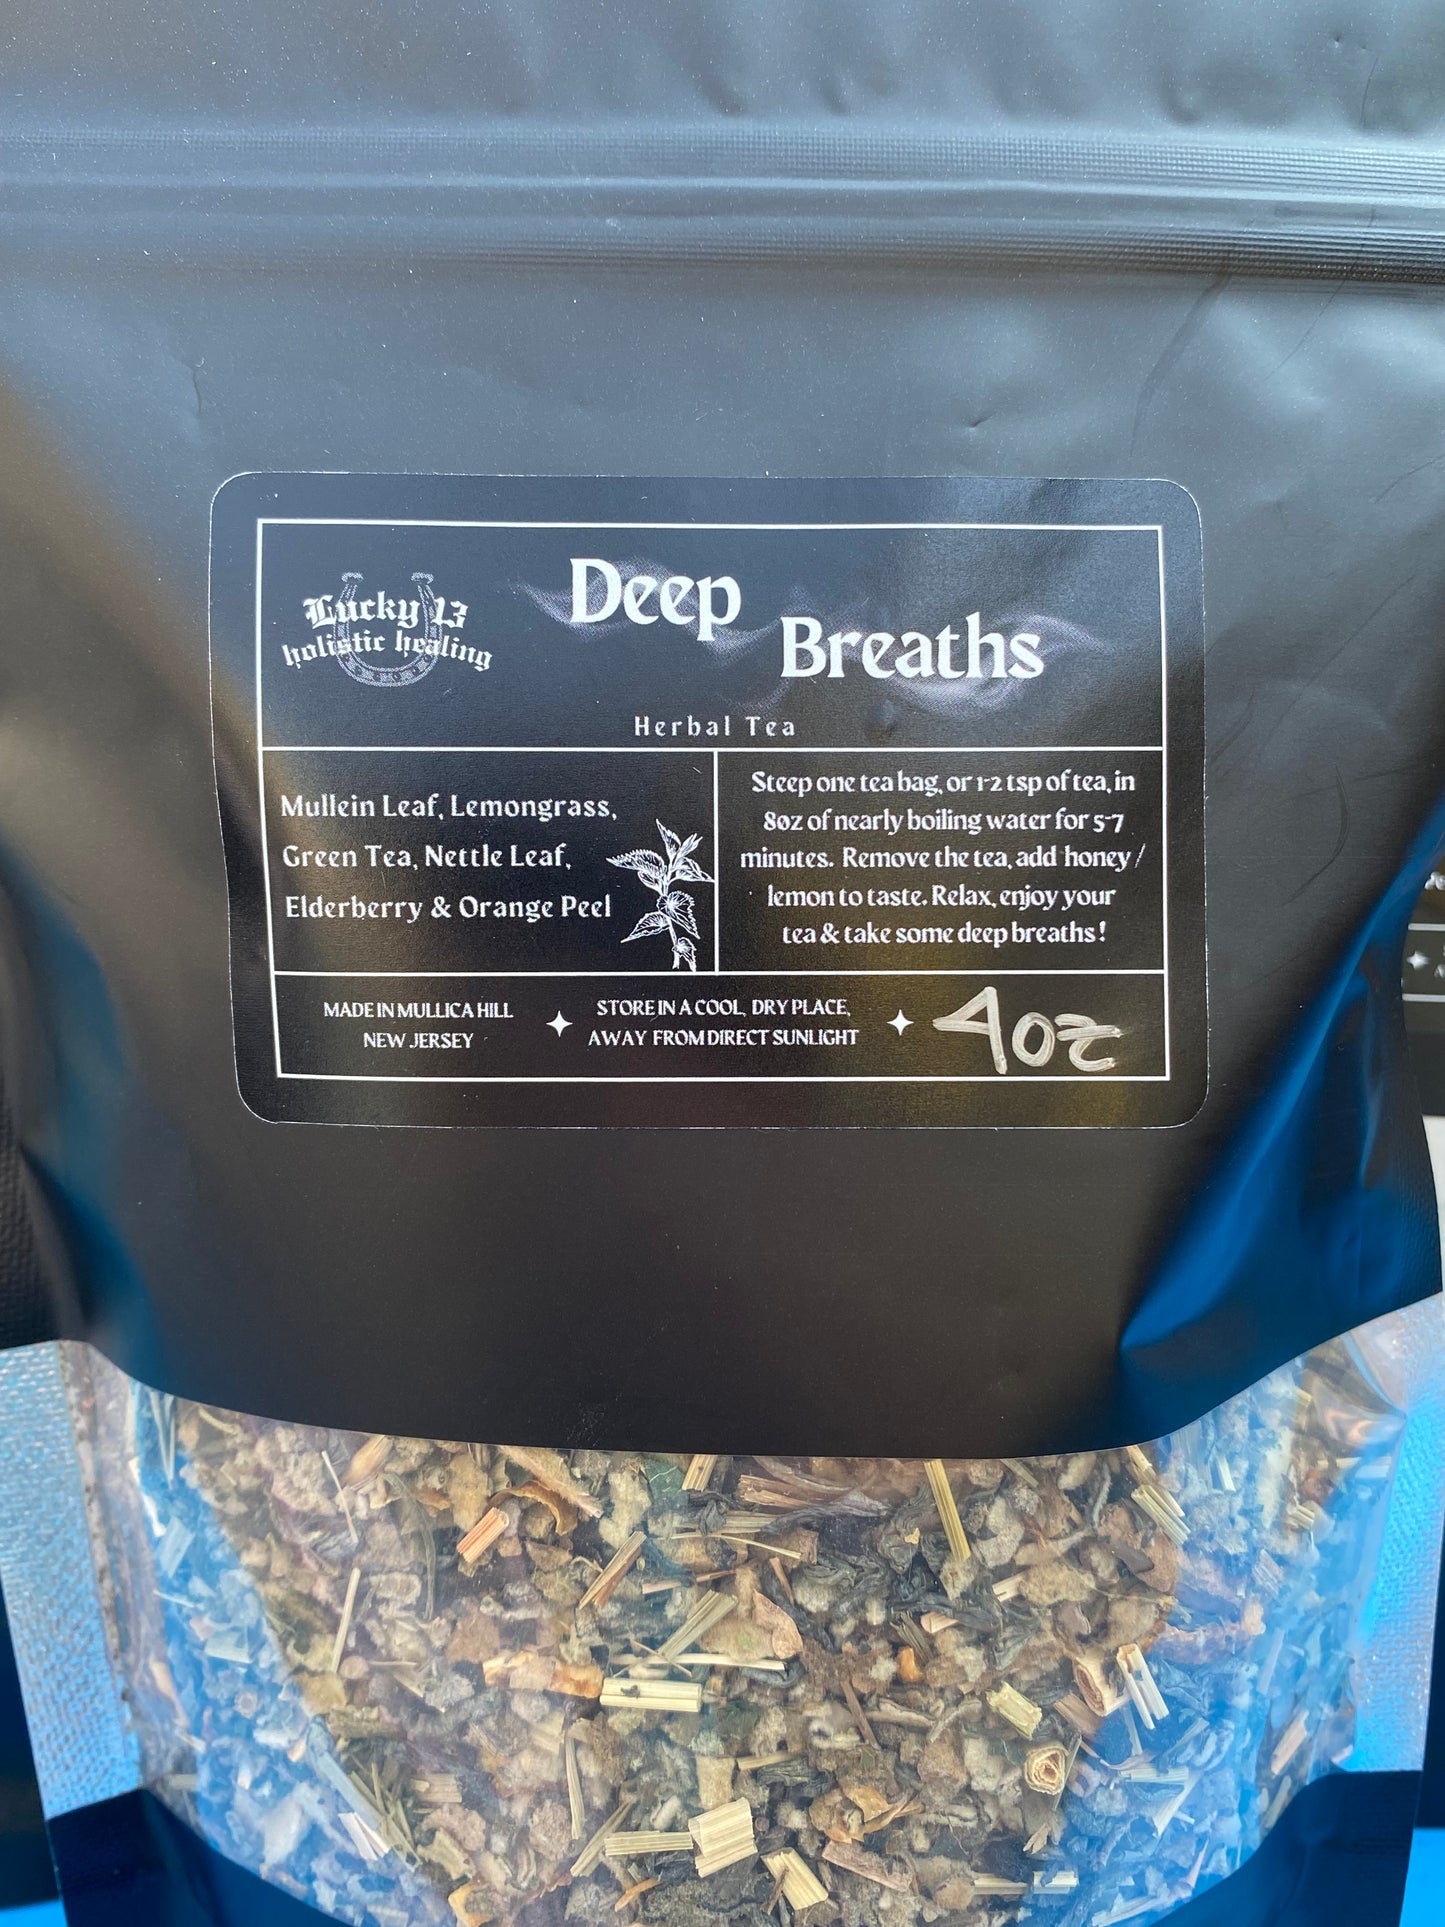 Lucky 13
holistic healing
Deep
Breaths
Herbal Tea
Mullein Leaf, Lemongrass,
Green Tea, Nettle Leaf,
Elderberry & Orange Peel
Steep one tea bag, or 1-2 tsp of tea, in
8oz of nearly boiling water for 5-7
minutes. Remove the tea, add honey /
lemon to taste. Relax, enjoy your
tea & take some deep breaths!
MADE IN MULLICA HILL
NEW JERSEY
STORE IN A COOL, DRY PLACE,
AWAY FROM DIRECT SUNLIGHT
4oz